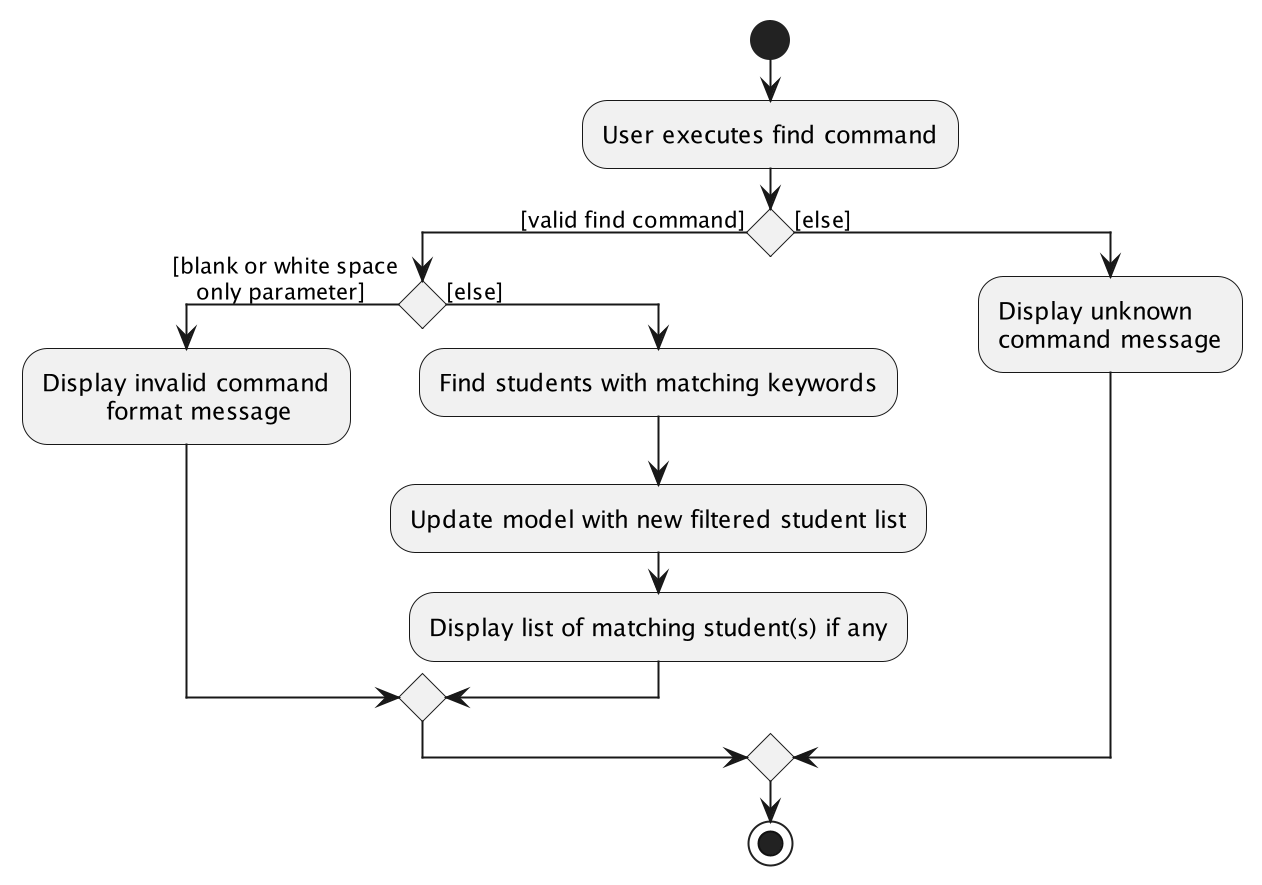 User executes find command
[valid find command]
[else]
[blank or white space
only parameter]
[else]
Display unknown
command message
Display invalid command
format message
Find students with matching keywords
Update model with new filtered student list
Display list of matching student(s) if any